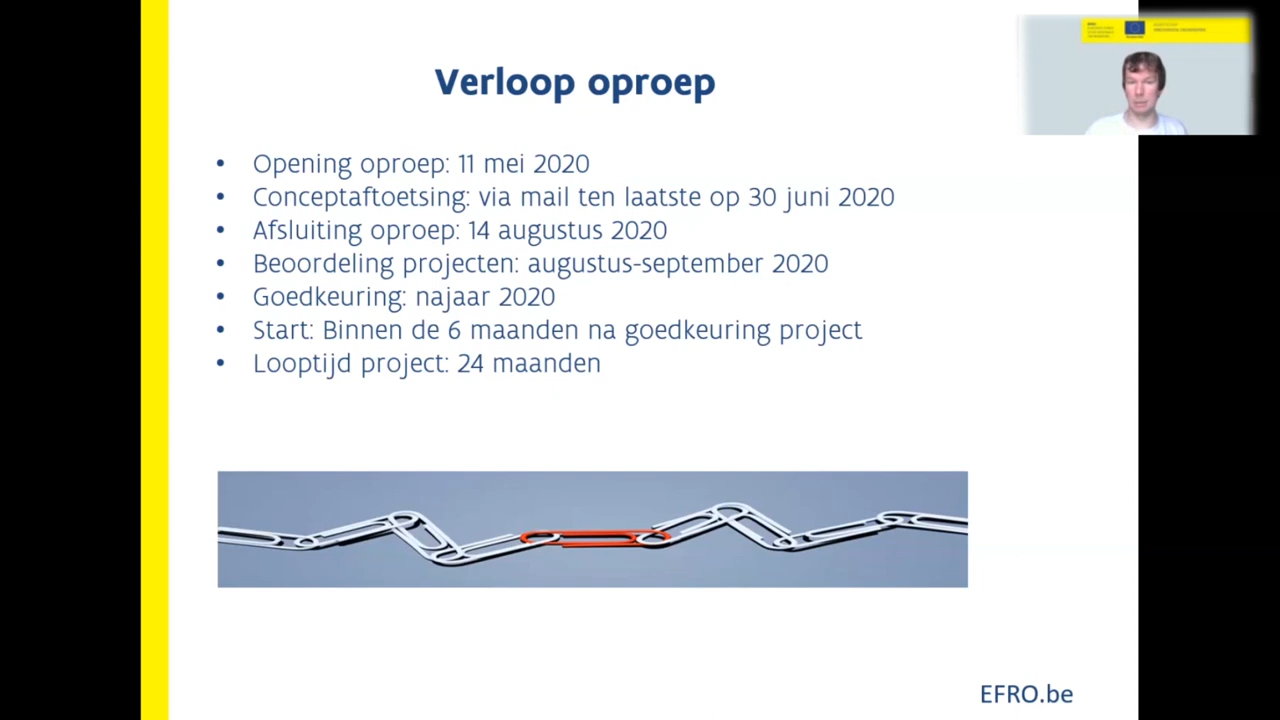 Verloop oproep
• Opening oproep: 11 mei 2020
• Conceptaftoetsing: via mail ten laatste op 30 juni 2020
• Afsluiting oproep: 14 augustus 2020
• Beoordeling projecten: augustus-september 2020
• Goedkeuring: najaar 2020
• Start: Binnen de 6 maanden na goedkeuring project
• Looptijd project: 24 maanden
EFRO.be